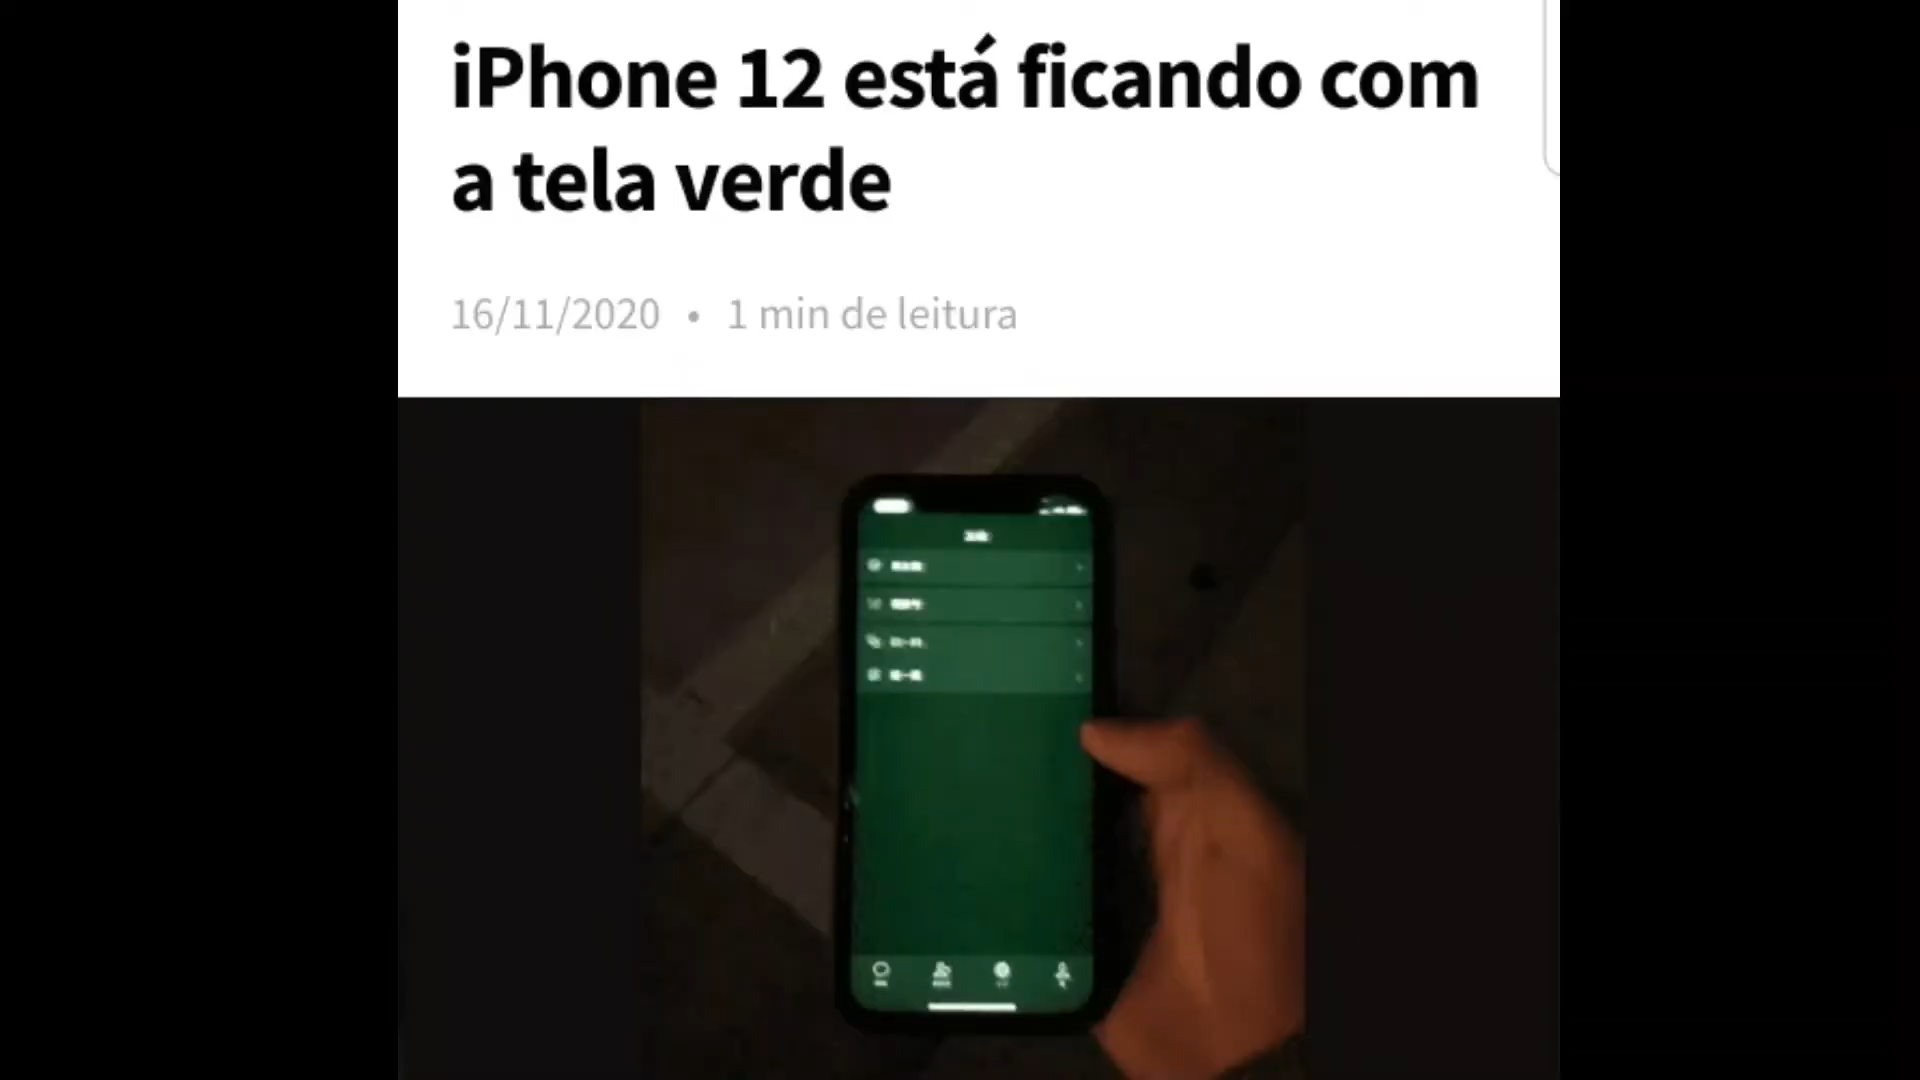 iPhone 12 está ficando com
a tela verde
16/11/2020 • 1 min de leitura